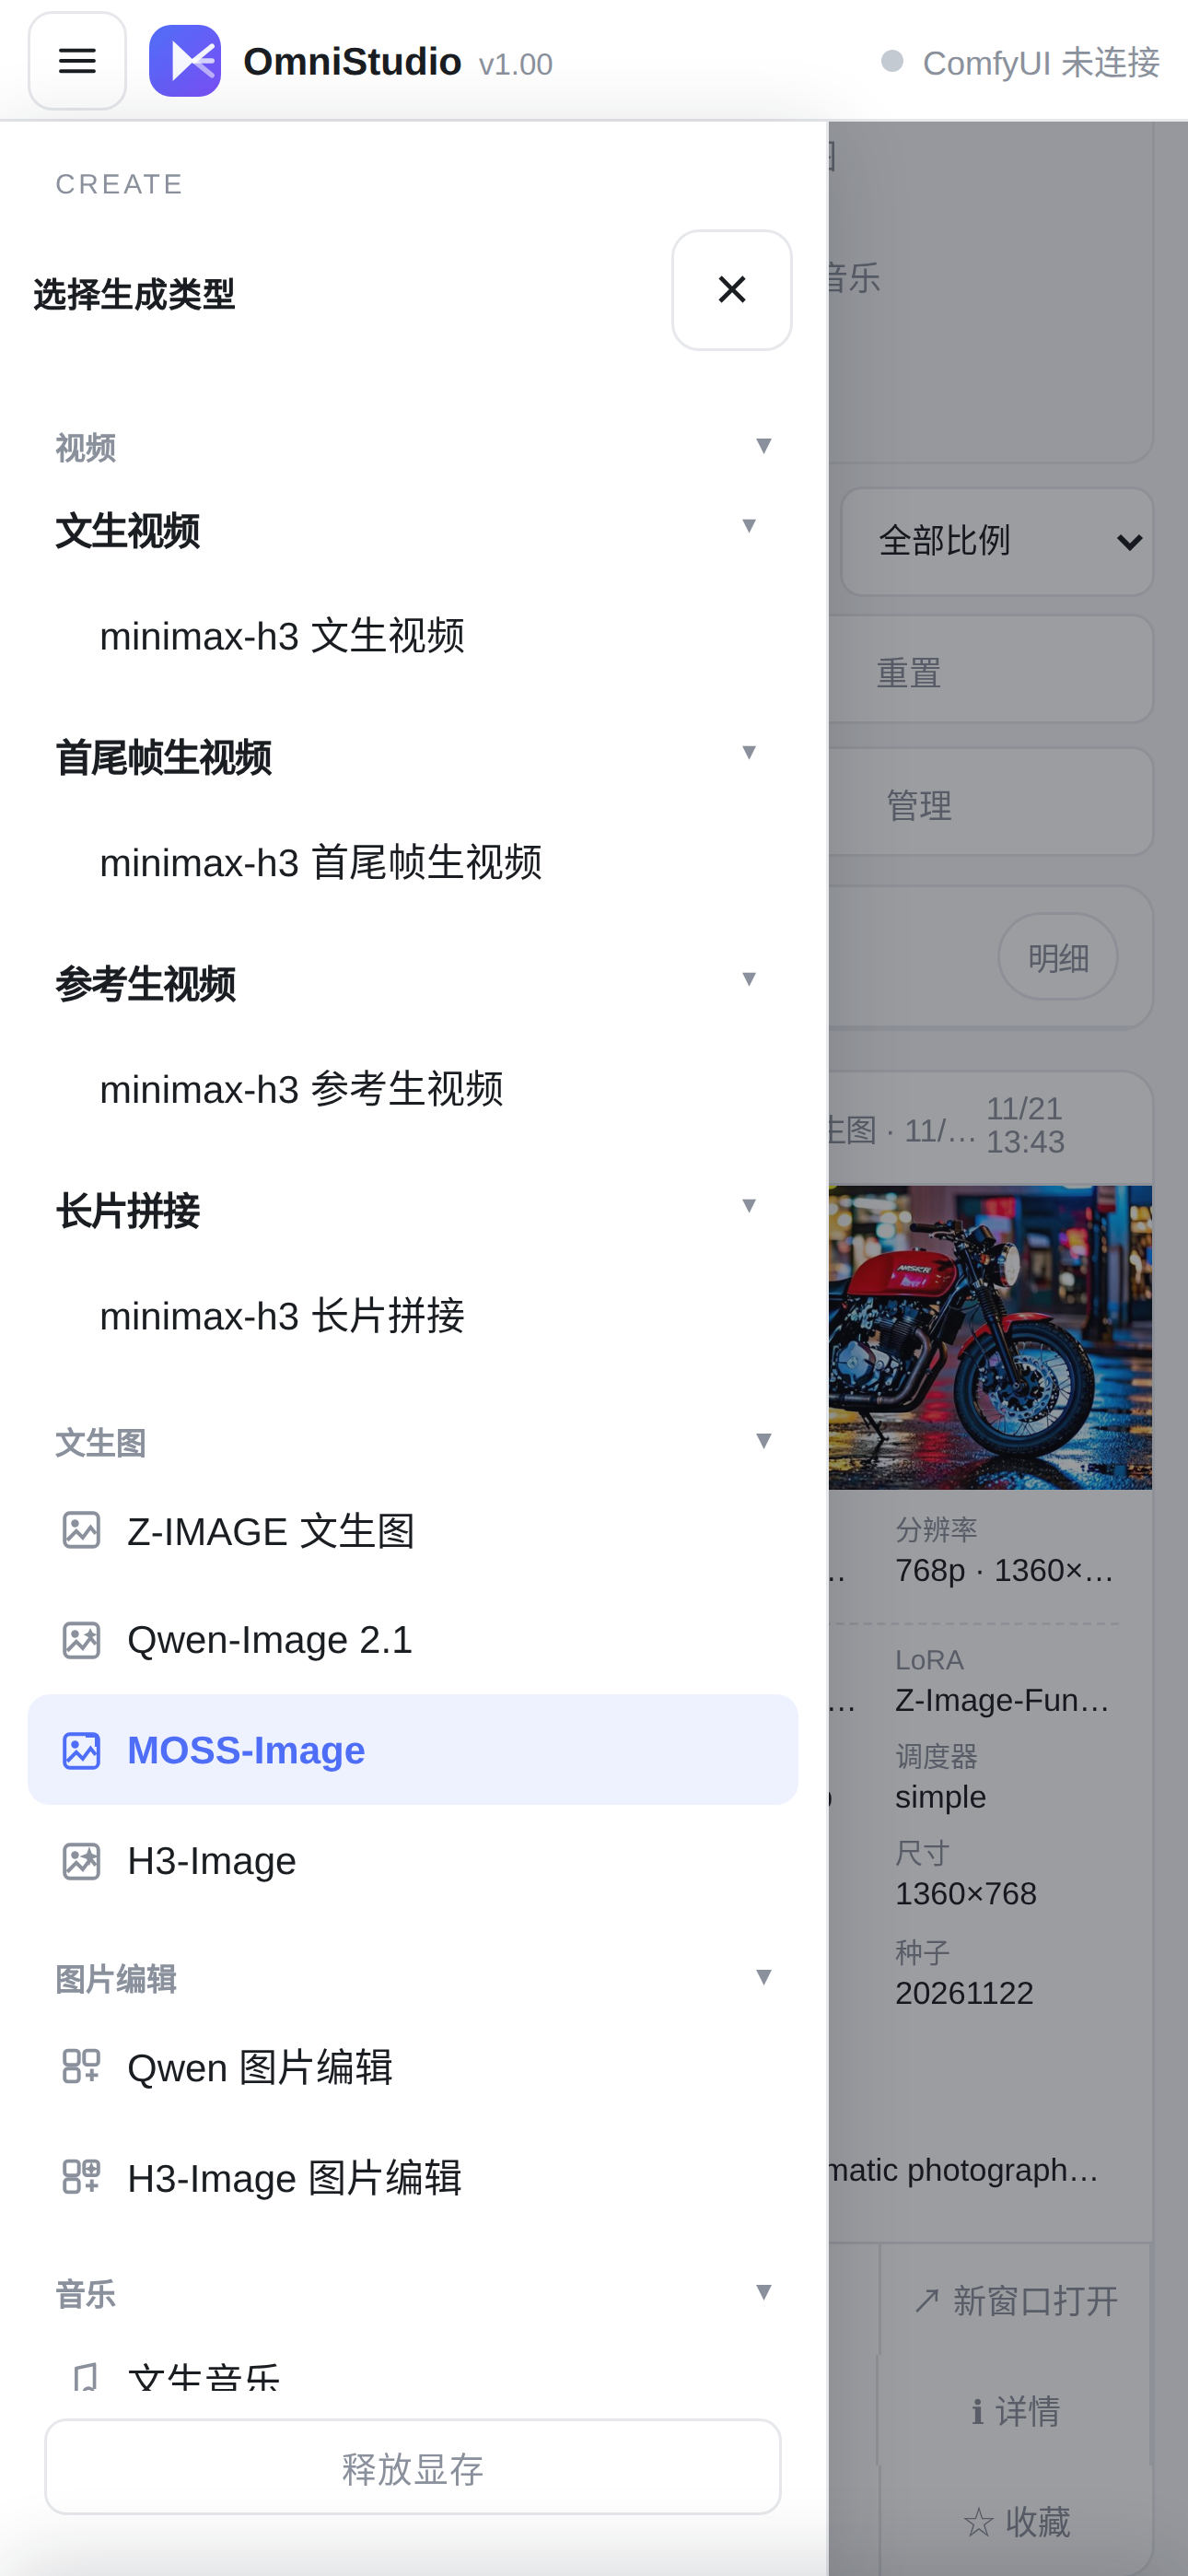 OmniStudio v1.00
ComfyUI 未连接
CREATE
选择生成类型
视频
文生视频
minimax-h3 文生视频
首尾帧生视频
minimax-h3 首尾帧生视频
参考生视频
minimax-h3 参考生视频
长片拼接
minimax-h3 长片拼接
文生图
Z-IMAGE 文生图
Qwen-Image 2.1
MOSS-Image
H3-Image
图片编辑
Qwen 图片编辑
H3-Image 图片编辑
音乐
文生音乐
释放显存
音乐
全部比例
重置
管理
明细
生图 · 11/…
11/21
13:43
分辨率
768p · 1360×…
LoRA
Z-Image-Fun…
调度器
simple
尺寸
1360×768
种子
20261122
matic photograph…
↗ 新窗口打开
ℹ 详情
☆ 收藏